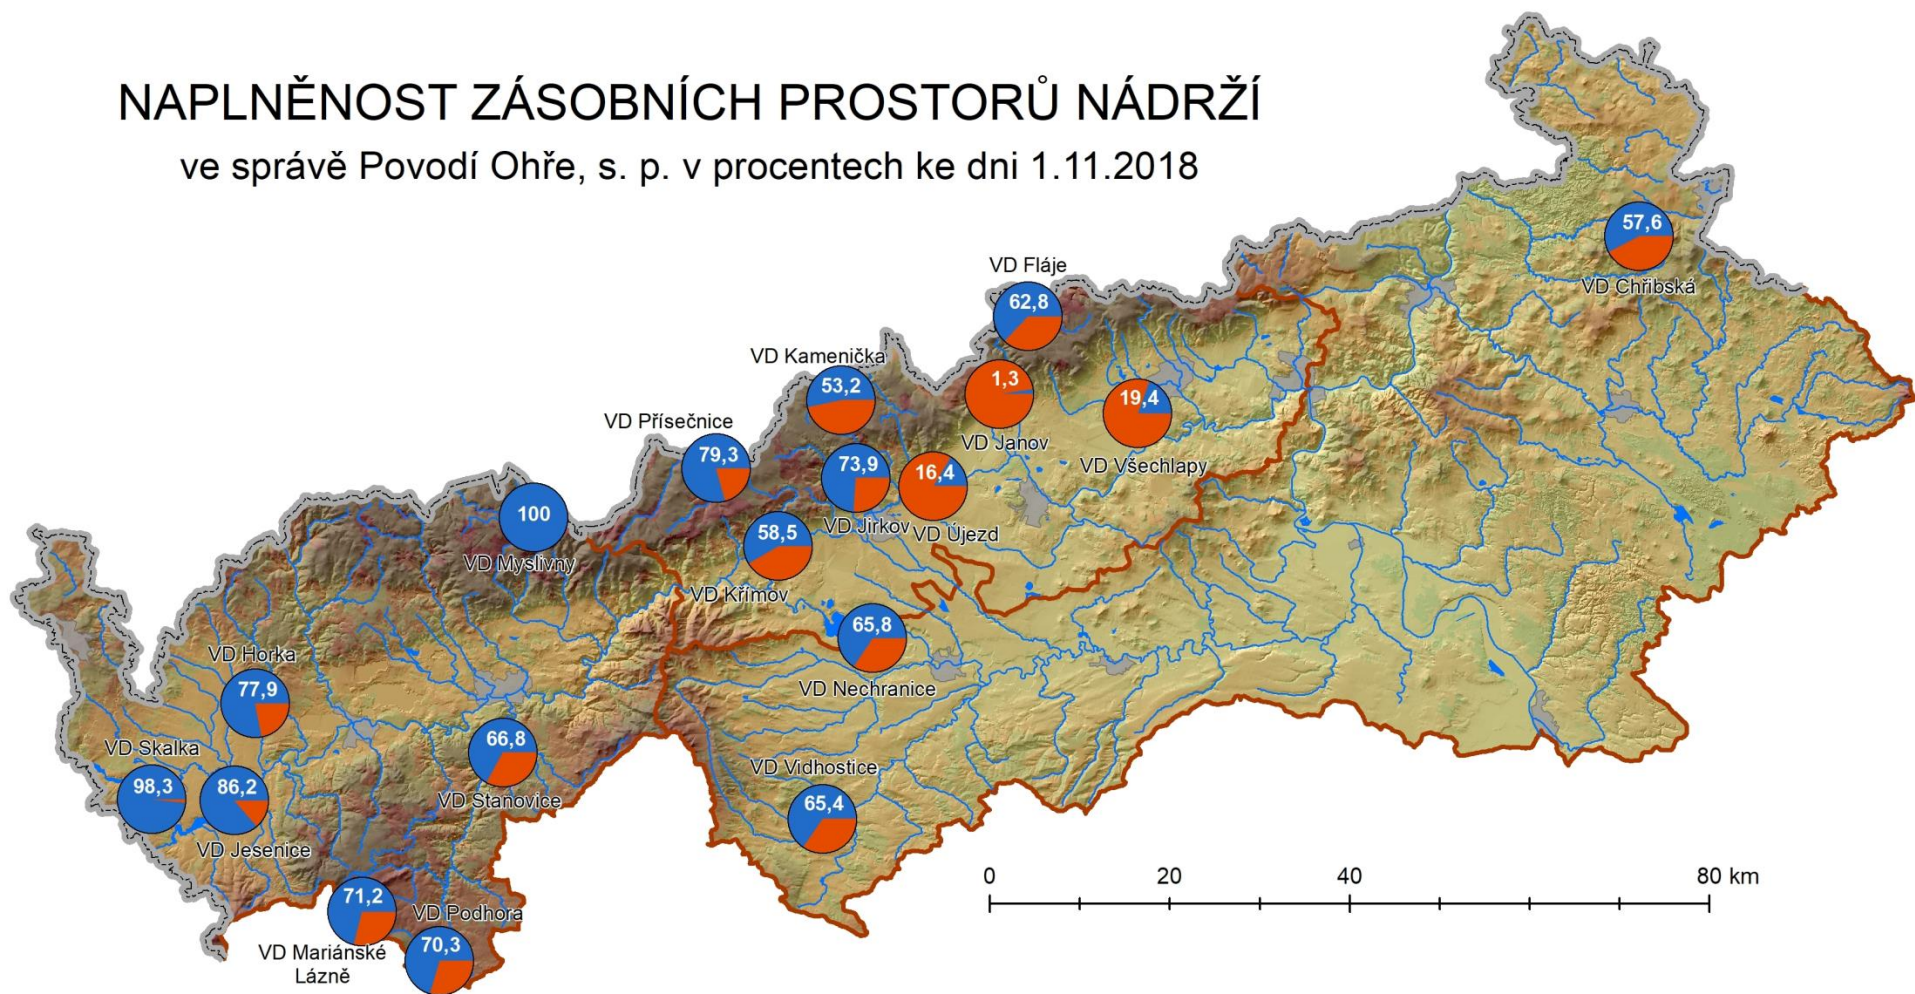 NAPLNĚNOST ZÁSOBNÍCH PROSTORŮ NÁDRŽÍ
ve správě Povodí Ohře, s. p. v procentech ke dni 1.11.2018
57,6
VD Chřibská
VD Fláje
62,8
VD Kamenička
53,2
1,3
VD Janov
19,4
VD Všechlapy
VD Přísečnice
79,3
73,9
VD Jirkov
16,4
VD Újezd
100
VD Myslivny
58,5
VD Křímov
65,8
VD Nechranice
VD Horka
77,9
VD Skalka
98,3
86,2
VD Jesenice
66,8
VD Stanovice
VD Vidhostice
65,4
71,2
VD Mariánské
Lázně
VD Podhora
70,3
0 20 40 80 km